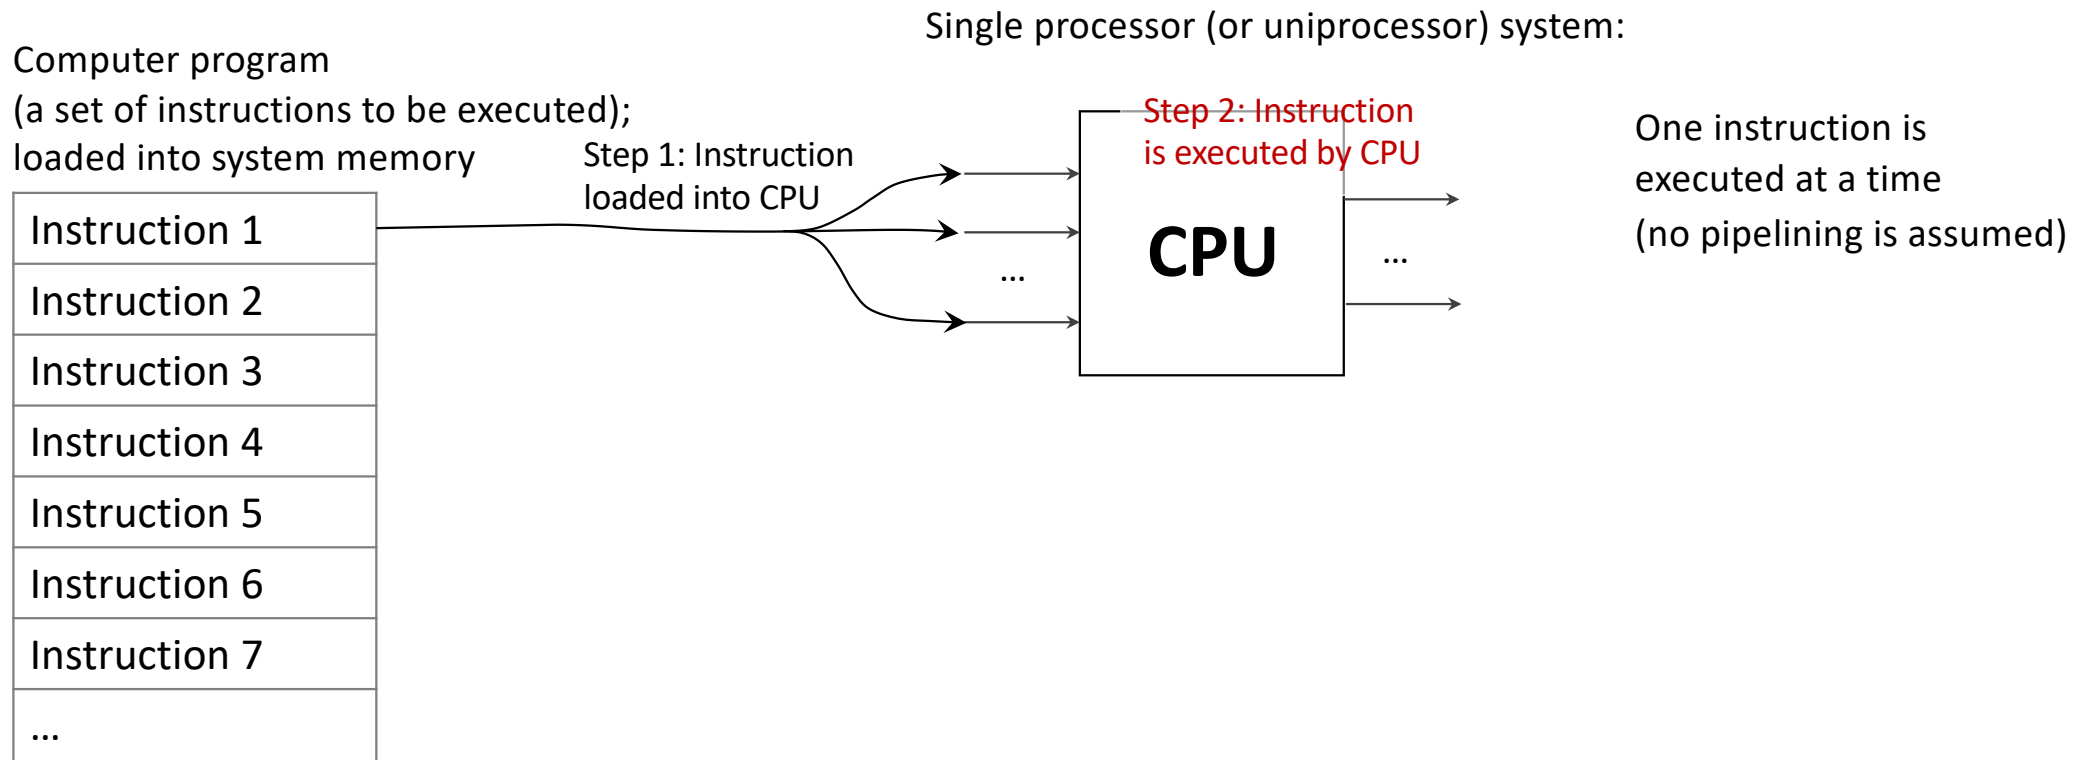 Single processor (or uniprocessor) system:
Computer program
(a set of instructions to be executed);
loaded into system memory
Step 1: Instruction
loaded into CPU
Step 2: Instruction
is executed by CPU
One instruction is
executed at a time
(no pipelining is assumed)
Instruction 1
Instruction 2
Instruction 3
Instruction 4
Instruction 5
Instruction 6
Instruction 7
...
...
CPU
...